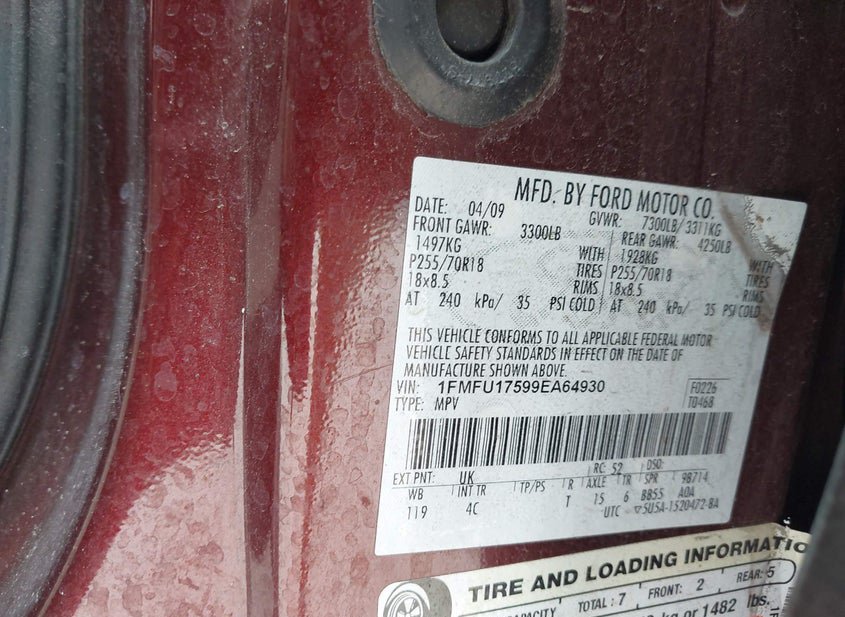 MFD. BY FORD MOTOR CO.
DATE: 04/09 GVWR: 7300LB/ 3311KG
FRONT GAWR: 3300LB REAR GAWR: 4250LB
1497KG WITH 1928KG WITH
P255/70R18 TIRES P255/70R18 TIRES
18x8.5 RIMS 18x8.5 RIMS
AT 240 kPa/ 35 PSI COLD AT 240 kPa/ 35 PSI COLD
THIS VEHICLE CONFORMS TO ALL APPLICABLE FEDERAL MOTOR
VEHICLE SAFETY STANDARDS IN EFFECT ON THE DATE OF
MANUFACTURE SHOWN ABOVE.
VIN: 1FMFU17599EA64930 F0226
TYPE: MPV T0468
EXT PNT: UK RC: 52 DSO:
WB INT TR TP/PS R AXLE TR SPR 98714
119 4C T 15 6 BB55 A0A
UTC ▽5U5A-1520472-BA
TIRE AND LOADING INFORMATIO
TOTAL : 7 FRONT: 2 REAR: 5
kg or 1482 lbs.